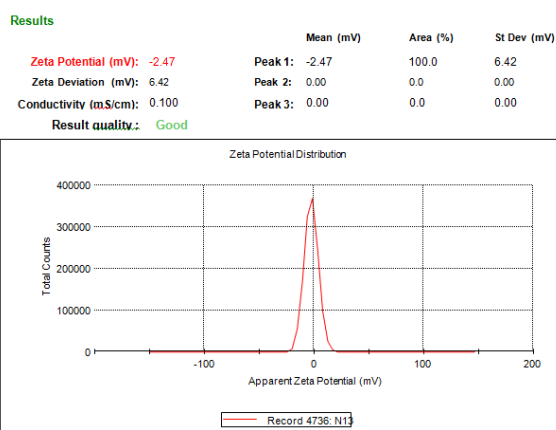 Results
Mean (mV) Area (%) St Dev (mV)
Zeta Potential (mV): -2.47 Peak 1: -2.47 100.0 6.42
Zeta Deviation (mV): 6.42 Peak 2: 0.00 0.0 0.00
Conductivity (mS/cm): 0.100 Peak 3: 0.00 0.0 0.00
Result quality : Good
Zeta Potential Distribution
400000
300000
200000
100000
0
Total Counts
-100 0 100 200
Apparent Zeta Potential (mV)
Record 4736: N13